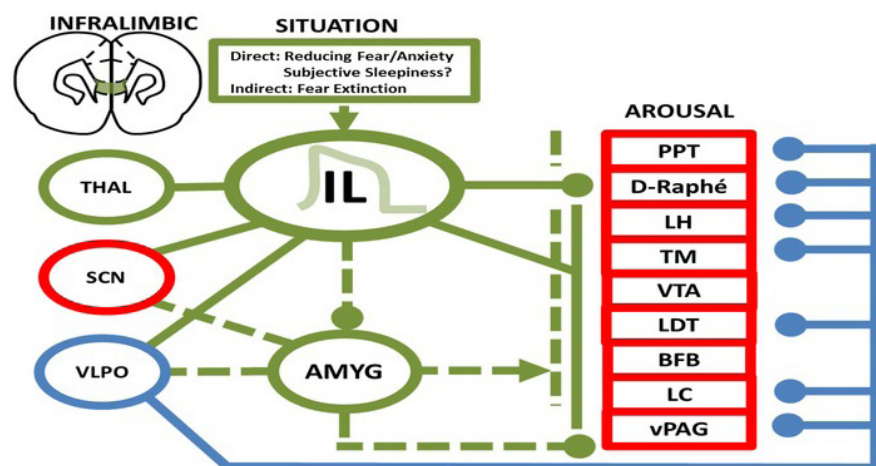 INFRALIMBIC
SITUATION
Direct: Reducing Fear/Anxiety
Subjective Sleepiness?
Indirect: Fear Extinction
AROUSAL
THAL
IL
SCN
VLPO
AMYG
PPT
D-Raphé
LH
TM
VTA
LDT
BFB
LC
vPAG